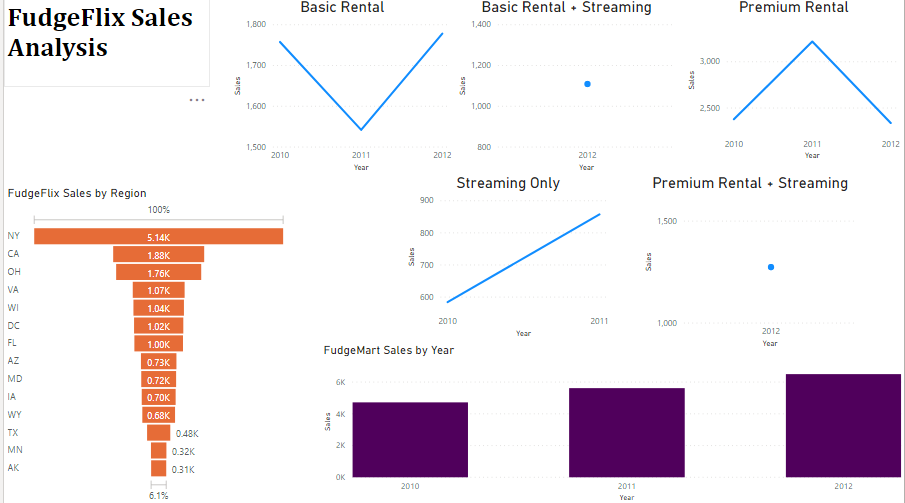 FudgeFlix Sales
Analysis
...
Basic Rental
1,800
1,700
1,600
1,500
Sales
2010
2011
2012
Year
Basic Rental + Streaming
1,400
1,200
1,000
800
Sales
2012
Year
Premium Rental
3,000
2,500
Sales
2010
2011
2012
Year
Streaming Only
900
800
700
600
Sales
2010
2011
Year
Premium Rental + Streaming
1,500
1,000
Sales
2012
Year
FudgeFlix Sales by Region
100%
NY 5.14K
CA 1.88K
OH 1.76K
VA 1.07K
WI 1.04K
DC 1.02K
FL 1.00K
AZ 0.73K
MD 0.72K
IA 0.70K
WY 0.68K
TX 0.48K
MN 0.32K
AK 0.31K
6.1%
FudgeMart Sales by Year
6K
4K
2K
0K
Sales
2010
2011
2012
Year